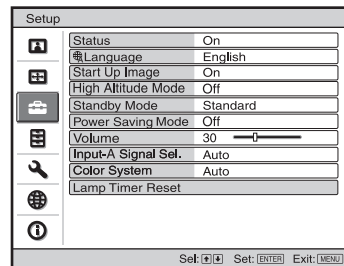 Setup
Status On
Language English
Start Up Image On
High Altitude Mode Off
Standby Mode Standard
Power Saving Mode Off
Volume 30
Input-A Signal Sel. Auto
Color System Auto
Lamp Timer Reset
Sel: Set: ENTER Exit: MENU